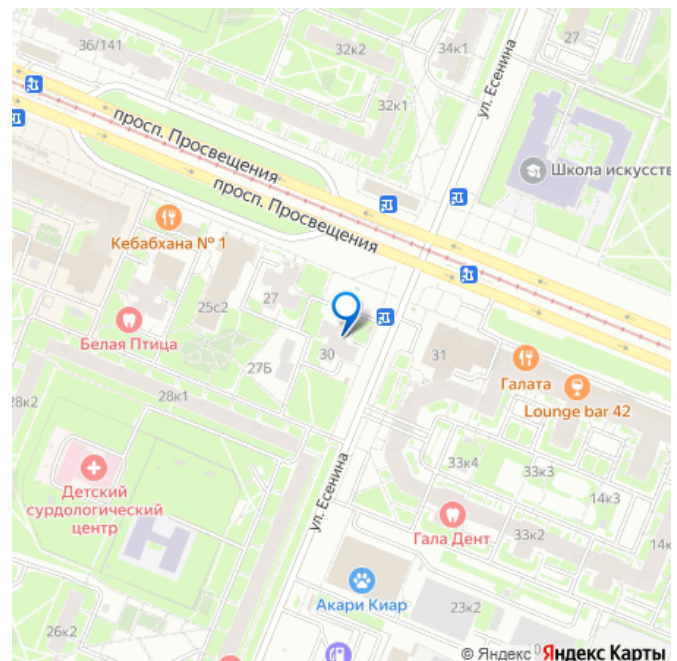 36/141
32к2
34к1
27
32к1
ул. Есенина
просп. Просвещения
просп. Просвещения
Школа искусств
Кебабхана № 1
25с2
27
Белая Птица
27Б
30
31
Галата
Lounge bar 42
28к2
28к1
33к4
33к3
14к3
Детский
сурдологический
центр
ул. Есенина
Гала Дент
33к2
14к
Акари Киар
23к2
26к2
© Яндекс
Яндекс Карты